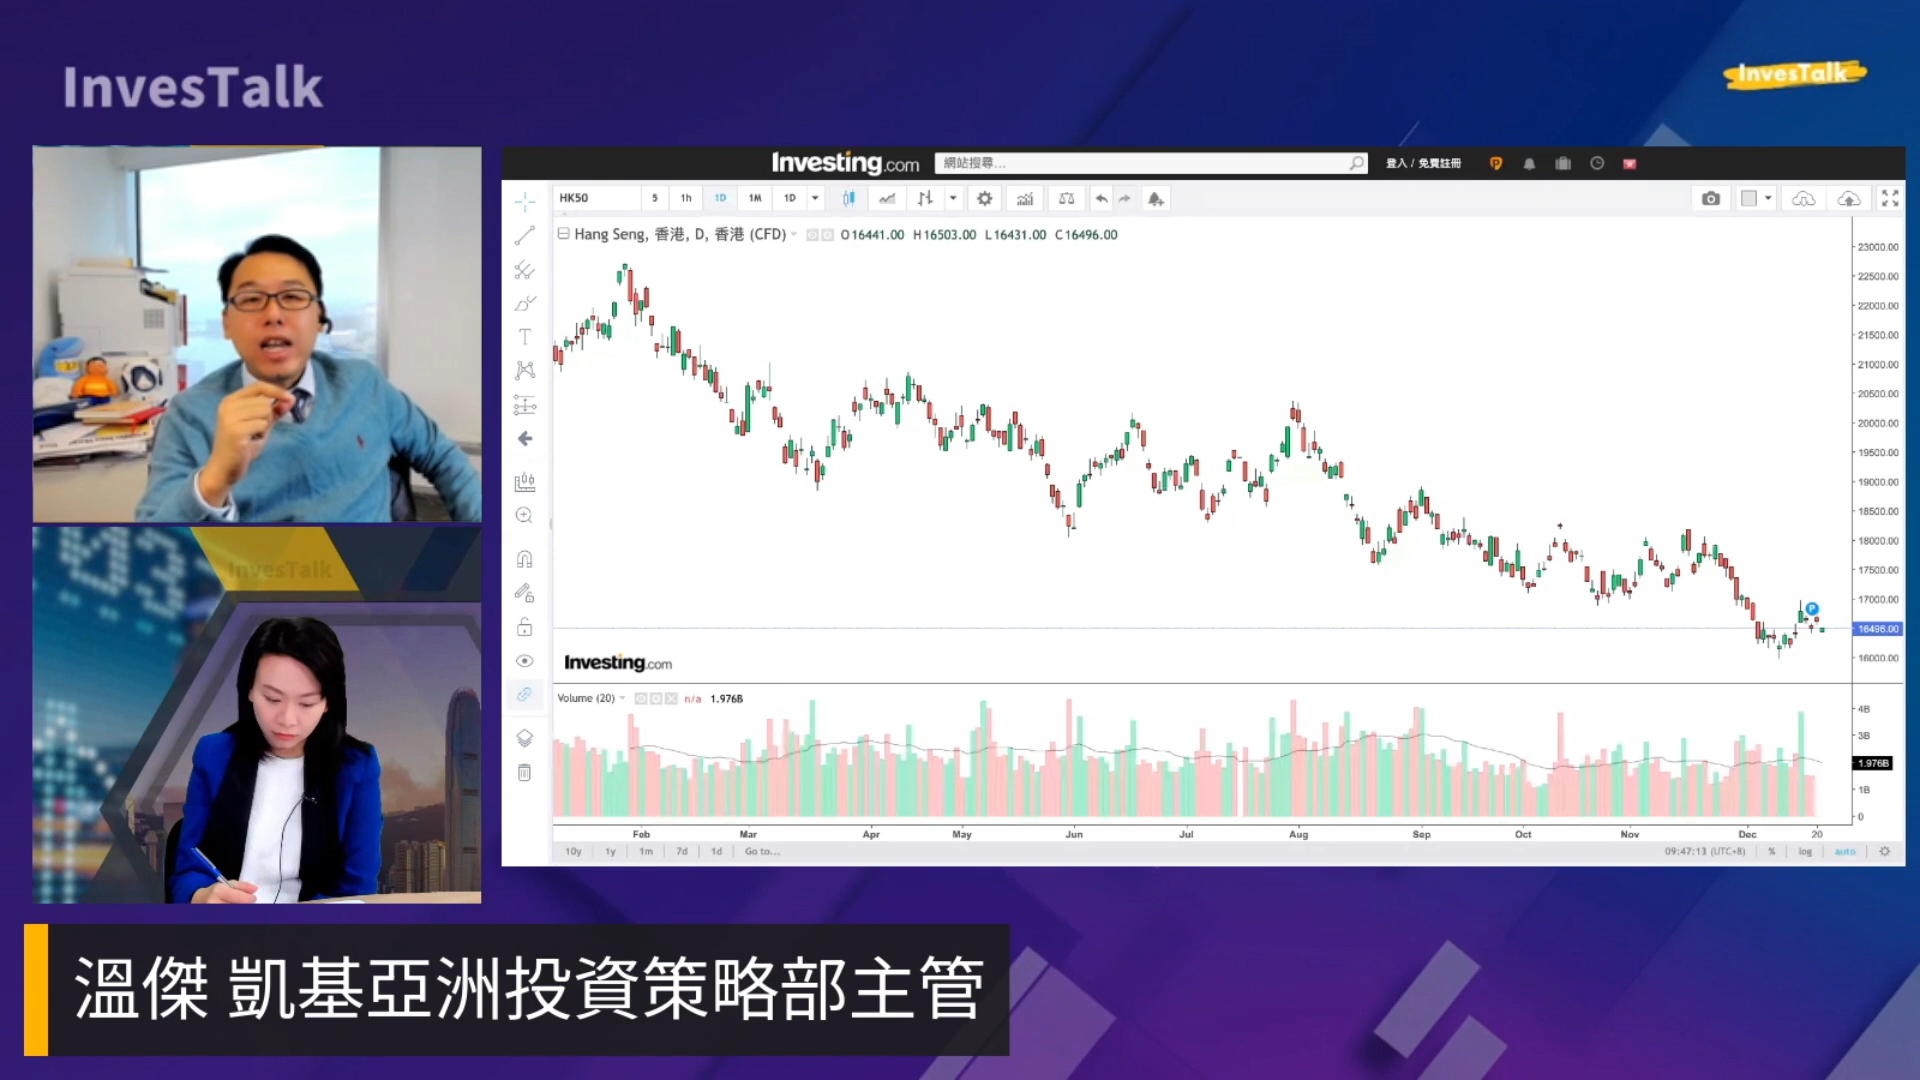 InvesTalk
InvesTalk
Investing.com
網站搜尋...
登入 / 免費註冊
HK50
5
1h
1D
1M
1D
Hang Seng, 香港, D, 香港 (CFD)
O16441.00 H16503.00 L16431.00 C16496.00
23000.00
22500.00
22000.00
21500.00
21000.00
20500.00
20000.00
19500.00
19000.00
18500.00
18000.00
17500.00
17000.00
16496.00
16000.00
P
Investing.com
Volume (20)
n/a 1.976B
4B
3B
1.976B
1B
0
Feb Mar Apr May Jun Jul Aug Sep Oct Nov Dec 20
10y 1y 1m 7d 1d Go to...
09:47:13 (UTC+8) % log auto
InvesTalk
溫傑 凱基亞洲投資策略部主管